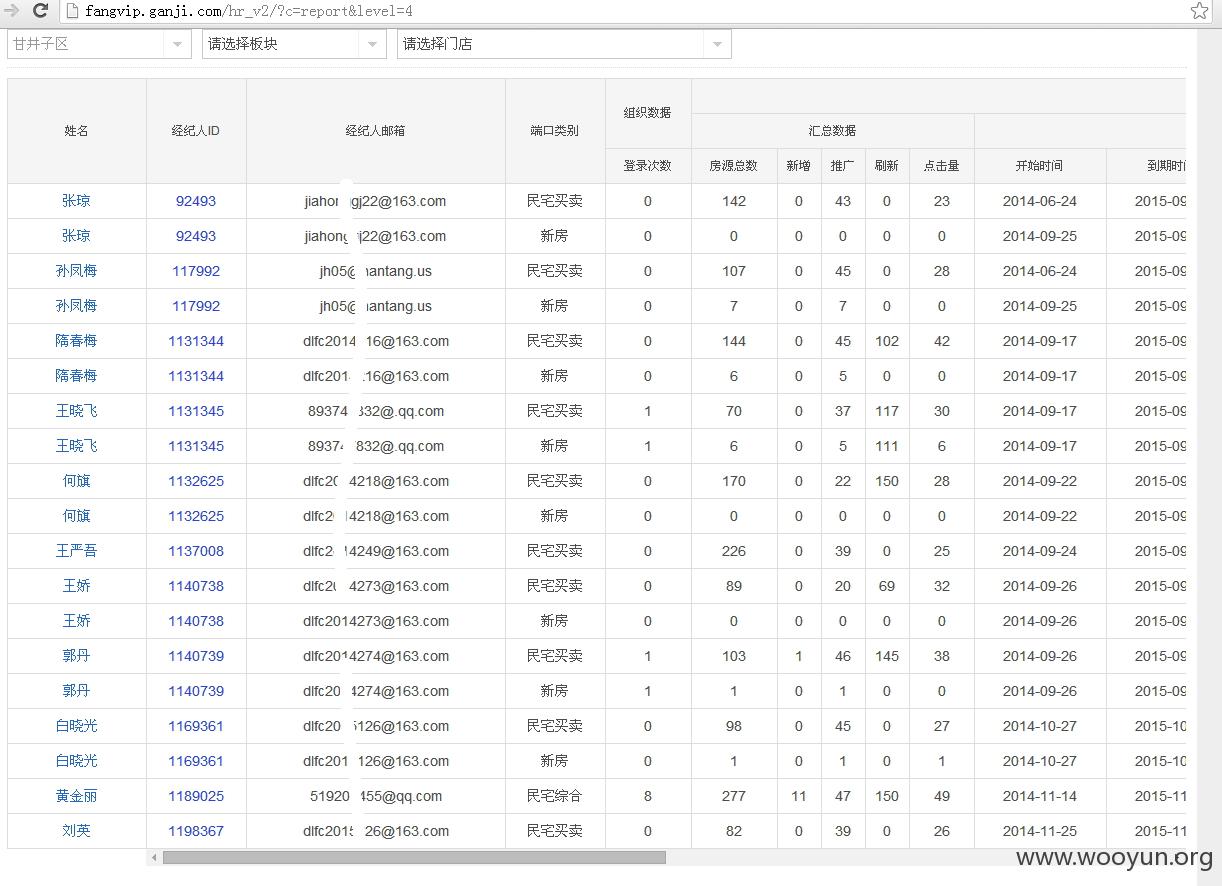 fangvip.ganji.com/hr_v2/?c=report&level=4
甘井子区 请选择板块 请选择门店
姓名 经纪人ID 经纪人邮箱 端口类别 组织数据
汇总数据
登录次数 房源总数 新增 推广 刷新 点击量 开始时间 到期时
张琼 92493 jiahon gj22@163.com 民宅买卖 0 142 0 43 0 23 2014-06-24 2015-09
张琼 92493 jiahong j22@163.com 新房 0 0 0 0 0 0 2014-09-25 2015-09
孙凤梅 117992 jh05@ antang.us 民宅买卖 0 107 0 45 0 28 2014-06-24 2015-09
孙凤梅 117992 jh05@ antang.us 新房 0 7 0 7 0 0 2014-09-25 2015-09
隋春梅 1131344 dlfc2014 16@163.com 民宅买卖 0 144 0 45 102 42 2014-09-17 2015-09
隋春梅 1131344 dlfc201 16@163.com 新房 0 6 0 5 0 0 2014-09-17 2015-09
王晓飞 1131345 89374 832@.qq.com 民宅买卖 1 70 0 37 117 30 2014-09-17 2015-09
王晓飞 1131345 8937 832@.qq.com 新房 1 6 0 5 111 6 2014-09-17 2015-09
何旗 1132625 dlfc20 4218@163.com 民宅买卖 0 170 0 22 150 28 2014-09-22 2015-09
何旗 1132625 dlfc2 4218@163.com 新房 0 0 0 0 0 0 2014-09-22 2015-09
王严吾 1137008 dlfc2 4249@163.com 民宅买卖 0 226 0 39 0 25 2014-09-24 2015-09
王娇 1140738 dlfc2 4273@163.com 民宅买卖 0 89 0 20 69 32 2014-09-26 2015-09
王娇 1140738 dlfc2014273@163.com 新房 0 0 0 0 0 0 2014-09-26 2015-09
郭丹 1140739 dlfc2014274@163.com 民宅买卖 1 103 1 46 145 38 2014-09-26 2015-09
郭丹 1140739 dlfc20 4274@163.com 新房 1 1 0 1 0 0 2014-09-26 2015-09
白晓光 1169361 dlfc20 126@163.com 民宅买卖 0 98 0 45 0 27 2014-10-27 2015-10
白晓光 1169361 dlfc201 126@163.com 新房 0 1 0 1 0 1 2014-10-27 2015-10
黄金丽 1189025 51920 455@qq.com 民宅综合 8 277 11 47 150 49 2014-11-14 2015-11
刘英 1198367 dlfc201 26@163.com 民宅买卖 0 82 0 39 0 26 2014-11-25 2015-11
www.wooyun.org